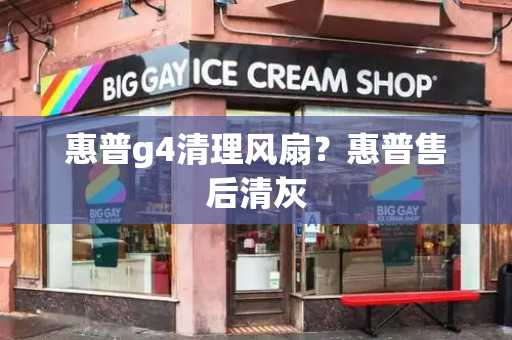 BIG GAY ICE CREAM SHOP
惠普g4清理风扇？惠普售
后清灰
BIG GAY
ICE CREAM SHOP
BIG GAY
ICE CREAM SHOP
A